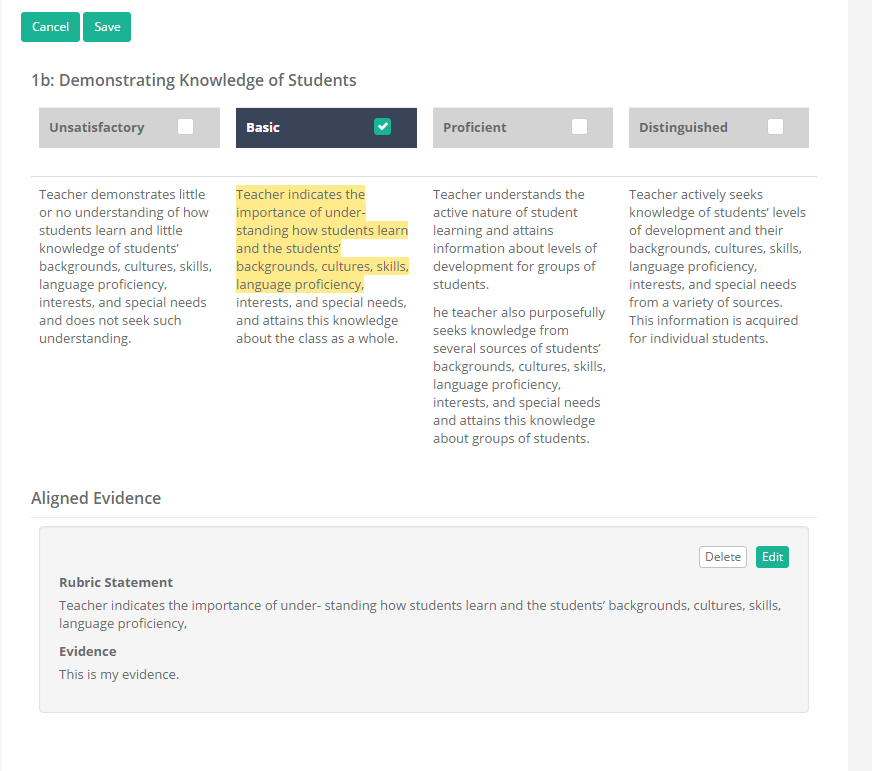 Cancel Save
1b: Demonstrating Knowledge of Students
Unsatisfactory
Basic
Proficient
Distinguished
Teacher demonstrates little
or no understanding of how
students learn and little
knowledge of students’
backgrounds, cultures, skills,
language proficiency,
interests, and special needs
and does not seek such
understanding.
Teacher indicates the
importance of under-
standing how students learn
and the students’
backgrounds, cultures, skills,
language proficiency,
interests, and special needs,
and attains this knowledge
about the class as a whole.
Teacher understands the
active nature of student
learning and attains
information about levels of
development for groups of
students.
he teacher also purposefully
seeks knowledge from
several sources of students’
backgrounds, cultures, skills,
language proficiency,
interests, and special needs
and attains this knowledge
about groups of students.
Teacher actively seeks
knowledge of students’ levels
of development and their
backgrounds, cultures, skills,
language proficiency,
interests, and special needs
from a variety of sources.
This information is acquired
for individual students.
Aligned Evidence
Delete Edit
Rubric Statement
Teacher indicates the importance of under- standing how students learn and the students’ backgrounds, cultures, skills,
language proficiency,
Evidence
This is my evidence.